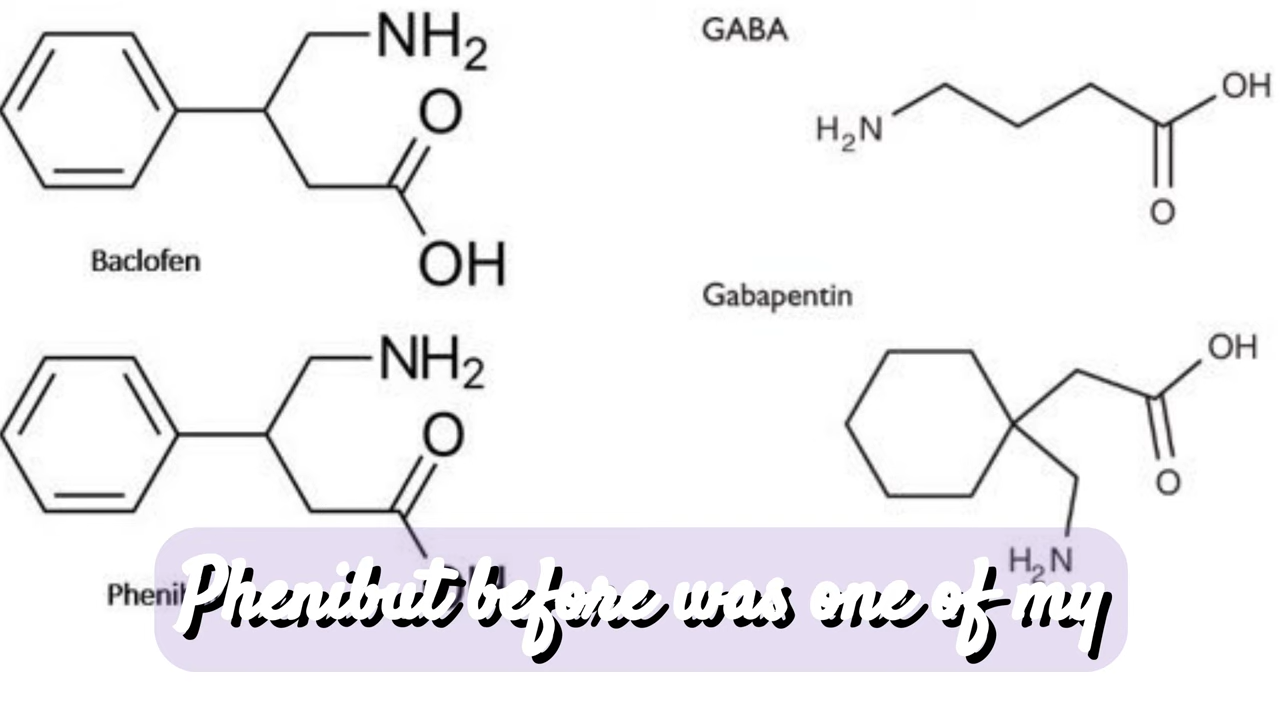 NH2
O
OH
Baclofen
GABA
H2N
OH
O
Gabapentin
OH
O
H2N
NH2
O
Phenibut before was one of my